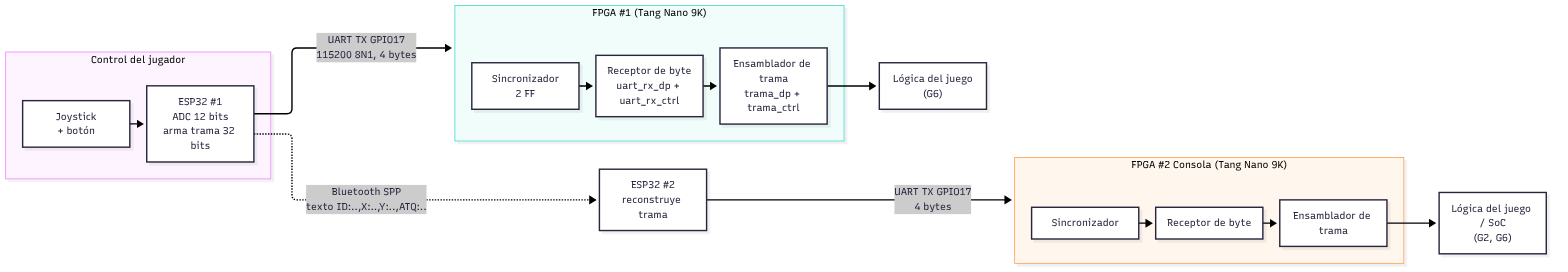 Control del jugador
Joystick
+ botón
ESP32 #1
ADC 12 bits
arma trama 32
bits
UART TX GPIO17
115200 8N1, 4 bytes
FPGA #1 (Tang Nano 9K)
Sincronizador
2 FF
Receptor de byte
uart_rx_dp +
uart_rx_ctrl
Ensamblador de
trama
trama_dp +
trama_ctrl
Lógica del juego
(G6)
Bluetooth SPP
texto ID:..,X:..,Y:..,ATQ:..
ESP32 #2
reconstruye
trama
UART TX GPIO17
4 bytes
FPGA #2 Consola (Tang Nano 9K)
Sincronizador
Receptor de byte
Ensamblador de
trama
Lógica del juego
/ SoC
(G2, G6)